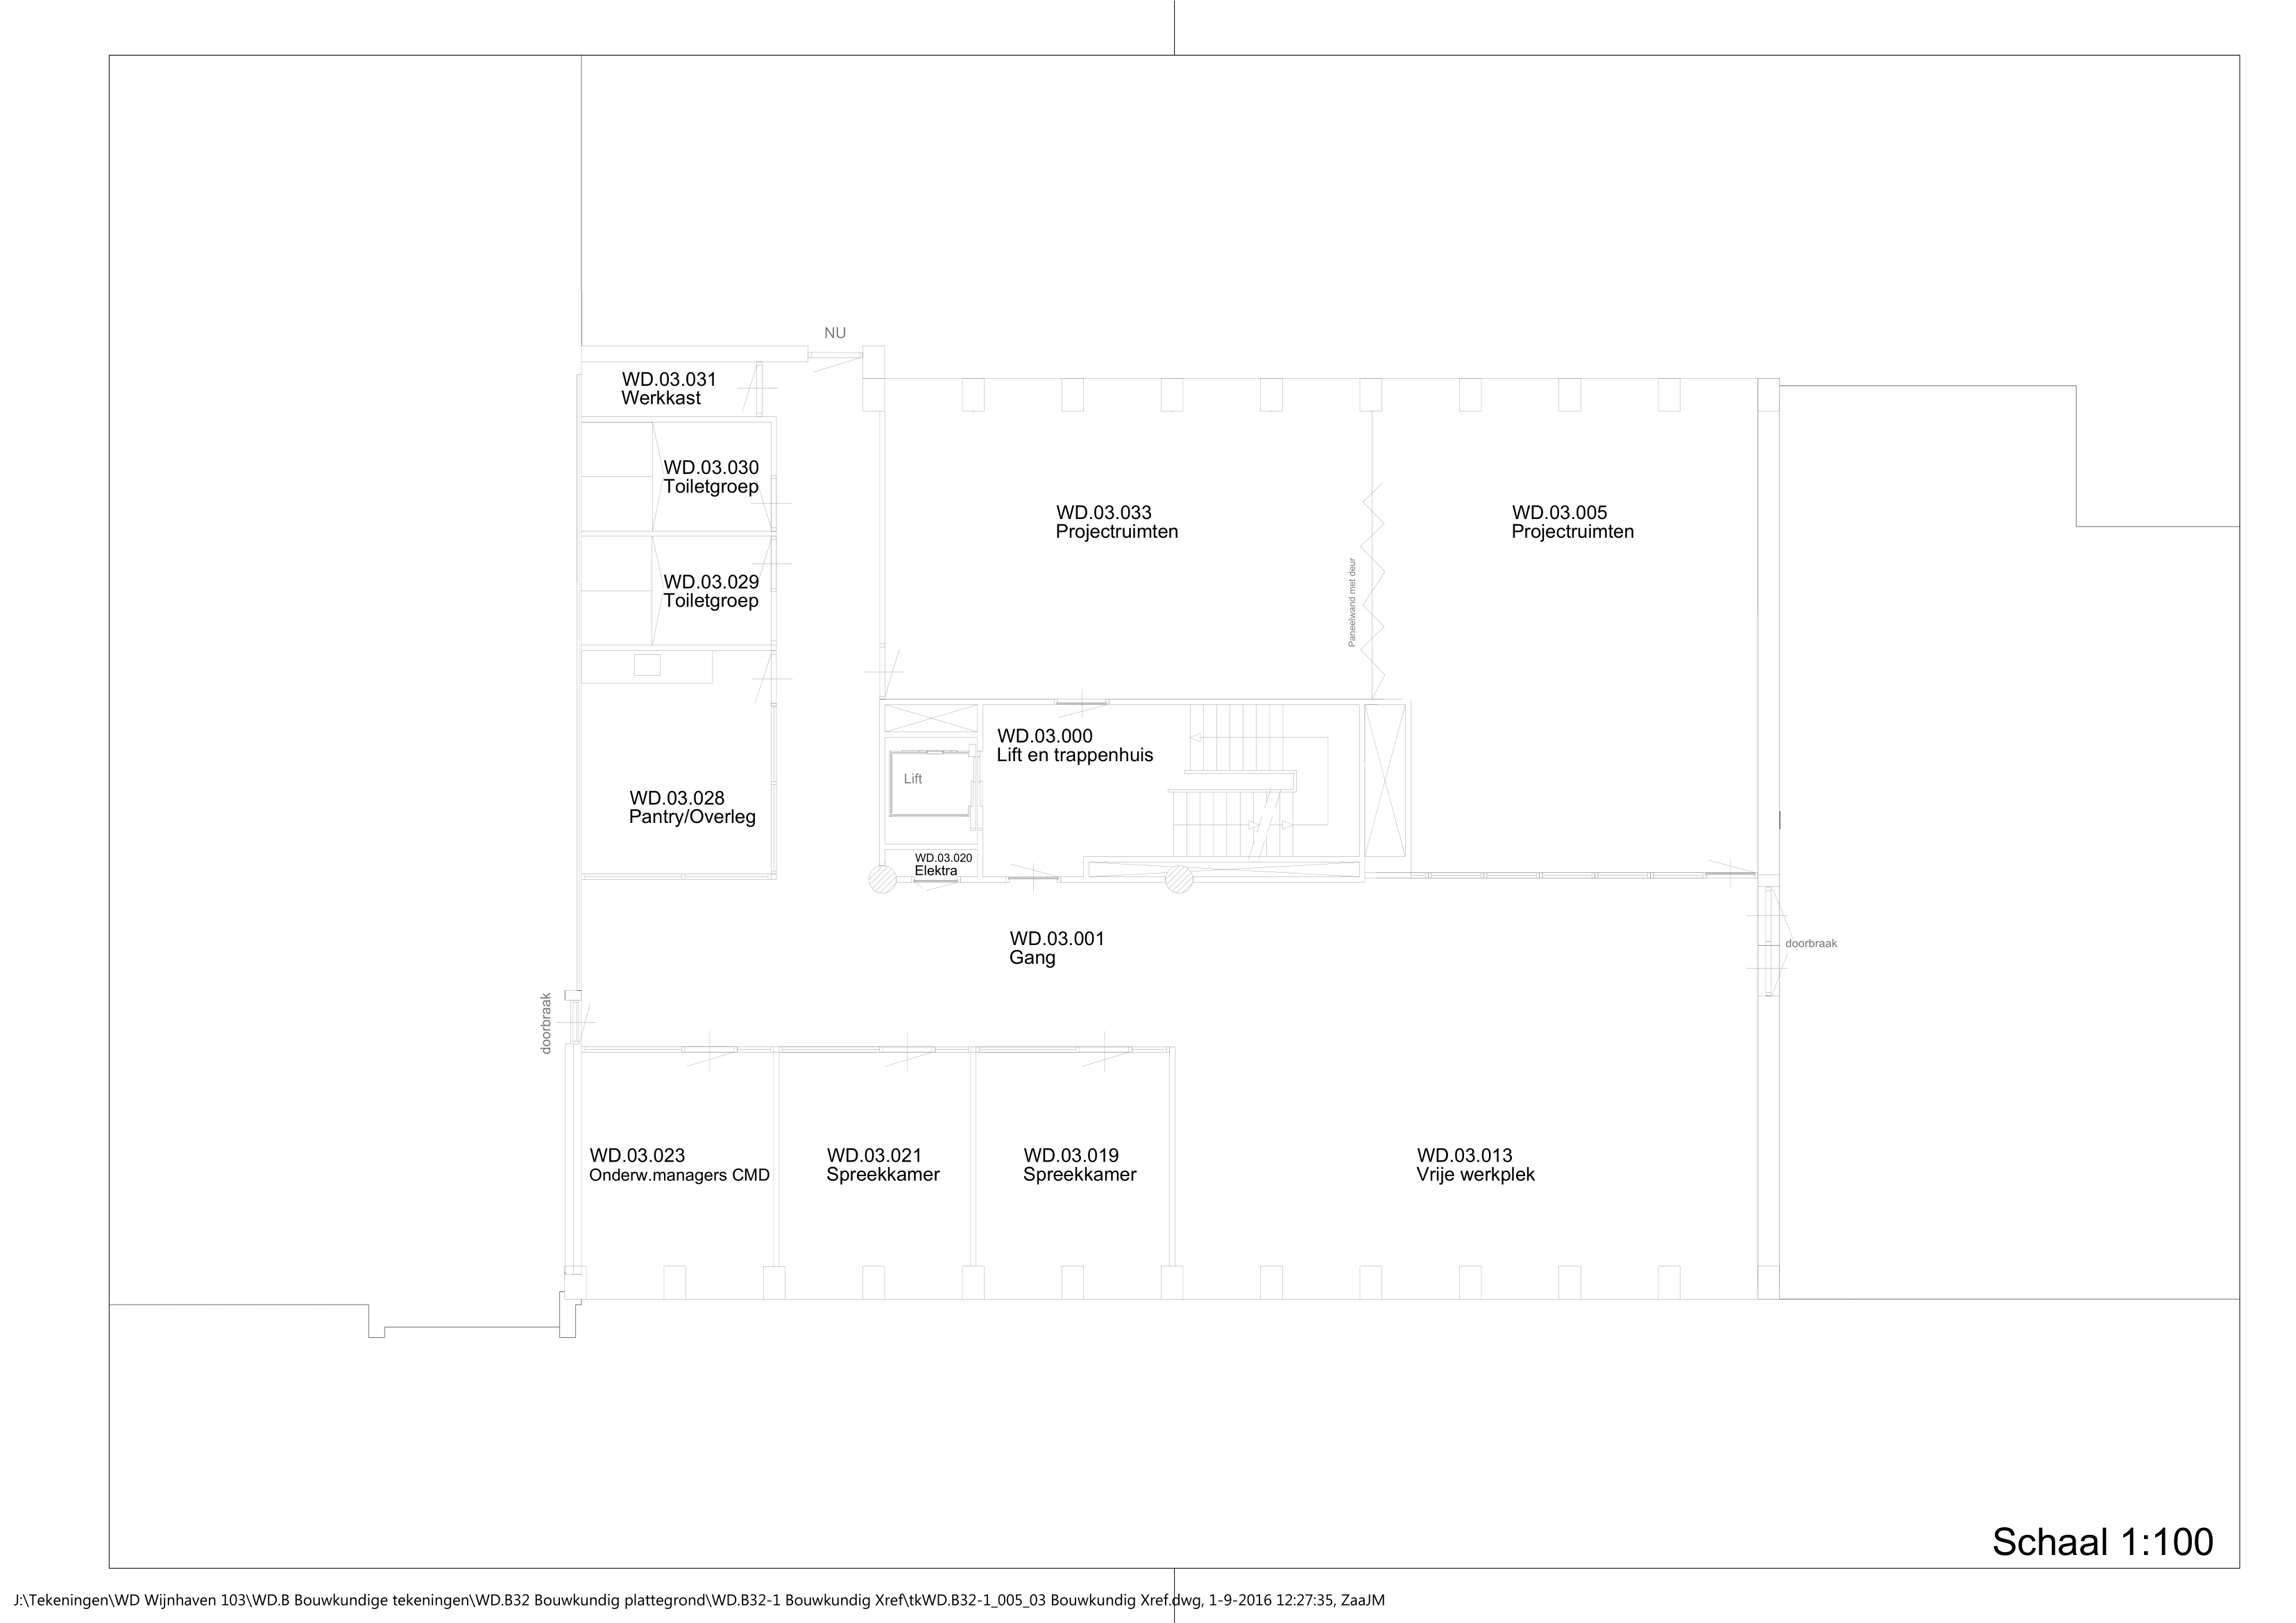 NU
WD.03.031
Werkkast
WD.03.030
Toiletgroep
WD.03.033
Projectruimten
WD.03.005
Projectruimten
WD.03.029
Toiletgroep
Paneelwand met deur
WD.03.000
Lift en trappenhuis
Lift
WD.03.028
Pantry/Overleg
WD.03.020
Elektra
WD.03.001
Gang
doorbraak
doorbraak
WD.03.023
Onderw.managers CMD
WD.03.021
Spreekkamer
WD.03.019
Spreekkamer
WD.03.013
Vrije werkplek
Schaal 1:100
J:\Tekeningen\WD Wijnhaven 103\WD.B Bouwkundige tekeningen\WD.B32 Bouwkundig plattegrond\WD.B32-1 Bouwkundig Xref\tkWD.B32-1_005_03 Bouwkundig Xref.dwg, 1-9-2016 12:27:35, ZaaJM